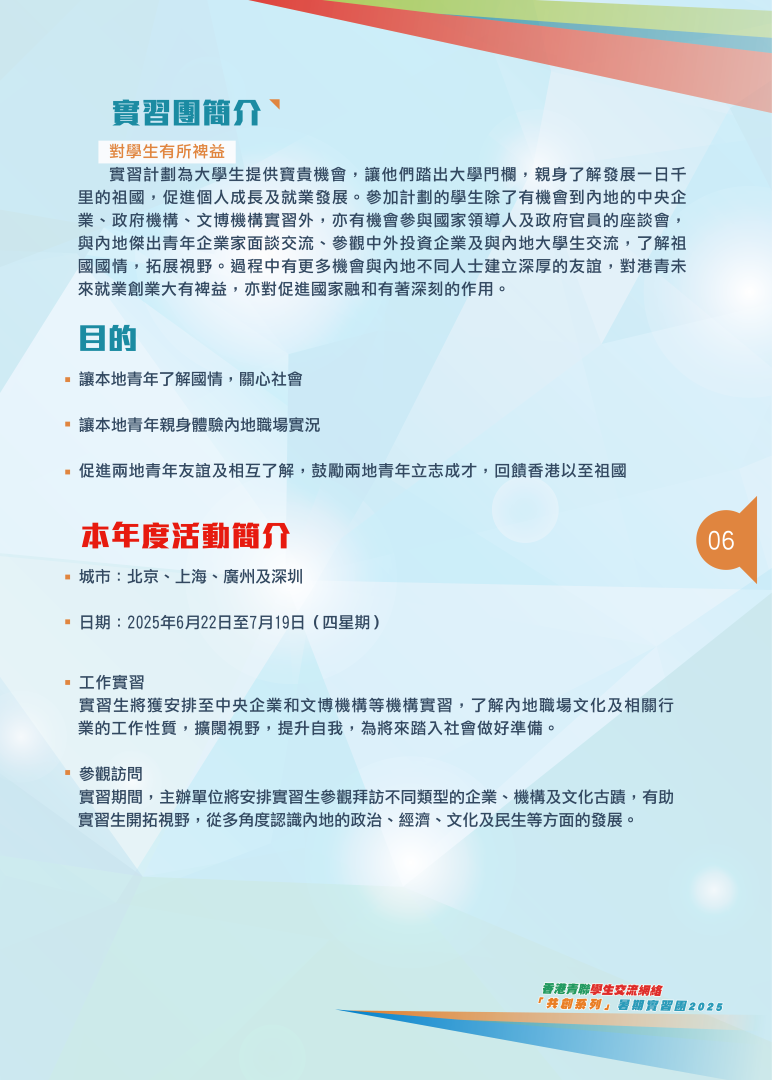 實習團簡介
對學生有所裨益
實習計劃為大學生提供寶貴機會，讓他們踏出大學門欄，親身了解發展一日千
里的祖國，促進個人成長及就業發展。參加計劃的學生除了有機會到內地的中央企
業、政府機構、文博機構實習外，亦有機會參與國家領導人及政府官員的座談會，
與內地傑出青年企業家面談交流、參觀中外投資企業及與內地大學生交流，了解祖
國國情，拓展視野。過程中有更多機會與內地不同人士建立深厚的友誼，對港青未
來就業創業大有裨益，亦對促進國家融和有著深刻的作用。
目的
讓本地青年了解國情，關心社會
讓本地青年親身體驗內地職場實況
促進兩地青年友誼及相互了解，鼓勵兩地青年立志成才，回饋香港以至祖國
本年度活動簡介
城市：北京、上海、廣州及深圳
06
日期：2025年6月22日至7月19日（四星期）
工作實習
實習生將獲安排至中央企業和文博機構等機構實習，了解內地職場文化及相關行
業的工作性質，擴闊視野，提升自我，為將來踏入社會做好準備。
參觀訪問
實習期間，主辦單位將安排實習生參觀拜訪不同類型的企業、機構及文化古蹟，有助
實習生開拓視野，從多角度認識內地的政治、經濟、文化及民生等方面的發展。
香港青聯學生交流網絡
「共創系列」暑期實習團2025